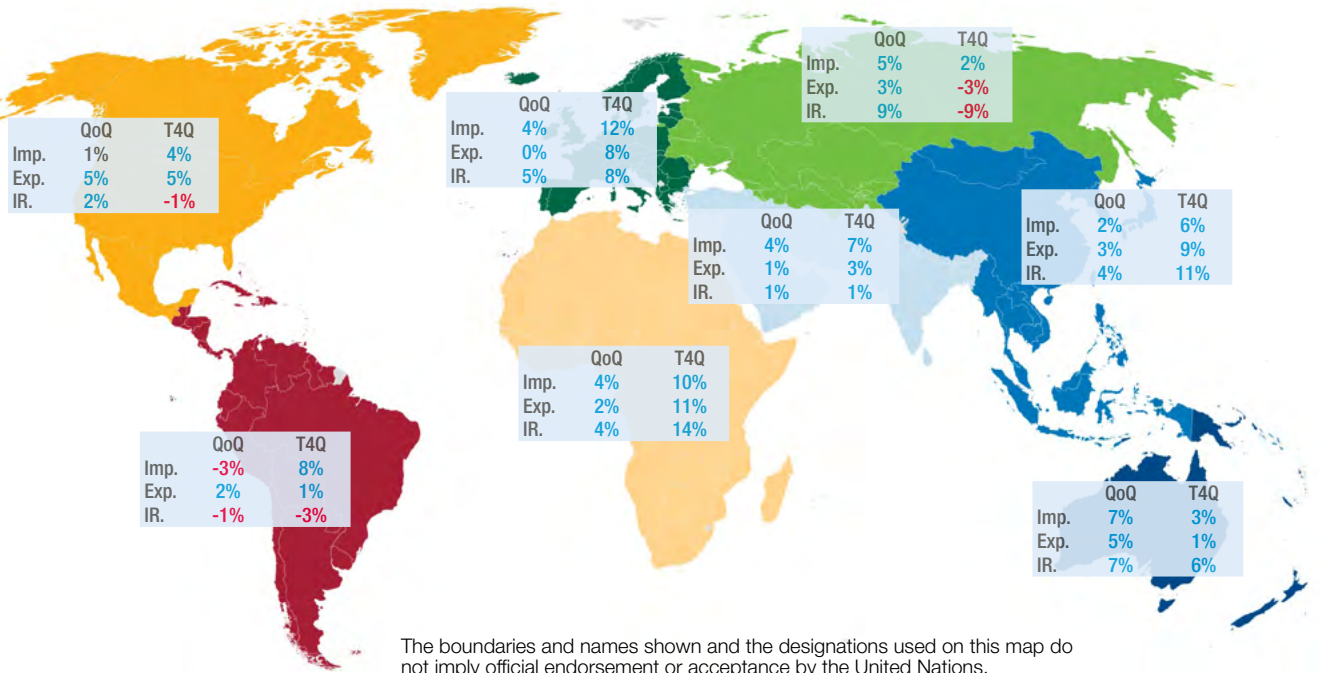 QoQ T4Q
Imp. 5% 2%
Exp. 3% -3%
IR. 9% -9%
QoQ T4Q
Imp. 4% 12%
Exp. 0% 8%
IR. 5% 8%
QoQ T4Q
Imp. 1% 4%
Exp. 5% 5%
IR. 2% -1%
QoQ T4Q
Imp. 2% 6%
Exp. 3% 9%
IR. 4% 11%
QoQ T4Q
Imp. 4% 7%
Exp. 1% 3%
IR. 1% 1%
QoQ T4Q
Imp. 4% 10%
Exp. 2% 11%
IR. 4% 14%
QoQ T4Q
Imp. -3% 8%
Exp. 2% 1%
IR. -1% -3%
QoQ T4Q
Imp. 7% 3%
Exp. 5% 1%
IR. 7% 6%
The boundaries and names shown and the designations used on this map do
not imply official endorsement or acceptance by the United Nations.